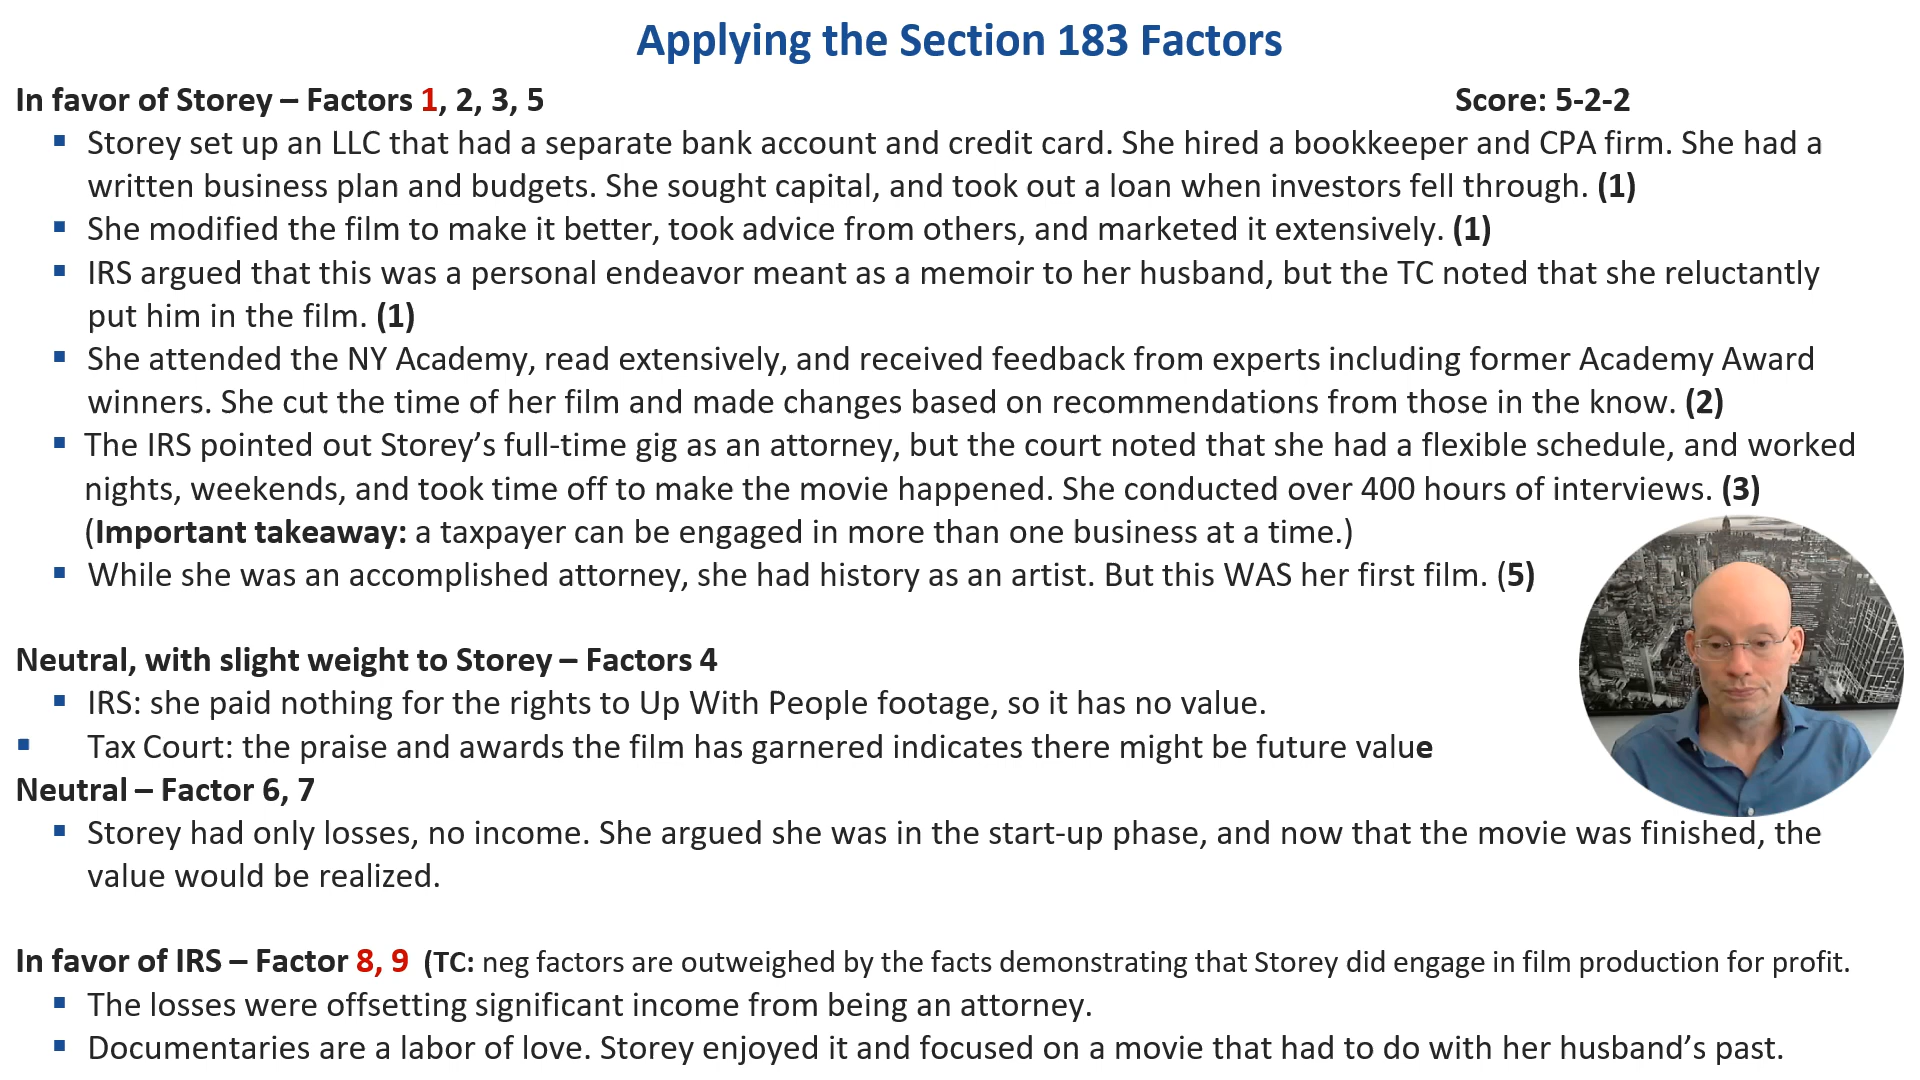 Applying the Section 183 Factors
In favor of Storey – Factors 1, 2, 3, 5 Score: 5-2-2
▪ Storey set up an LLC that had a separate bank account and credit card. She hired a bookkeeper and CPA firm. She had a
written business plan and budgets. She sought capital, and took out a loan when investors fell through. (1)
▪ She modified the film to make it better, took advice from others, and marketed it extensively. (1)
▪ IRS argued that this was a personal endeavor meant as a memoir to her husband, but the TC noted that she reluctantly
put him in the film. (1)
▪ She attended the NY Academy, read extensively, and received feedback from experts including former Academy Award
winners. She cut the time of her film and made changes based on recommendations from those in the know. (2)
▪ The IRS pointed out Storey’s full-time gig as an attorney, but the court noted that she had a flexible schedule, and worked
nights, weekends, and took time off to make the movie happened. She conducted over 400 hours of interviews. (3)
(Important takeaway: a taxpayer can be engaged in more than one business at a time.)
▪ While she was an accomplished attorney, she had history as an artist. But this WAS her first film. (5)
Neutral, with slight weight to Storey – Factors 4
▪ IRS: she paid nothing for the rights to Up With People footage, so it has no value.
▪ Tax Court: the praise and awards the film has garnered indicates there might be future value
Neutral – Factor 6, 7
▪ Storey had only losses, no income. She argued she was in the start-up phase, and now that the movie was finished, the
value would be realized.
In favor of IRS – Factor 8, 9 (TC: neg factors are outweighed by the facts demonstrating that Storey did engage in film production for profit.
▪ The losses were offsetting significant income from being an attorney.
▪ Documentaries are a labor of love. Storey enjoyed it and focused on a movie that had to do with her husband’s past.